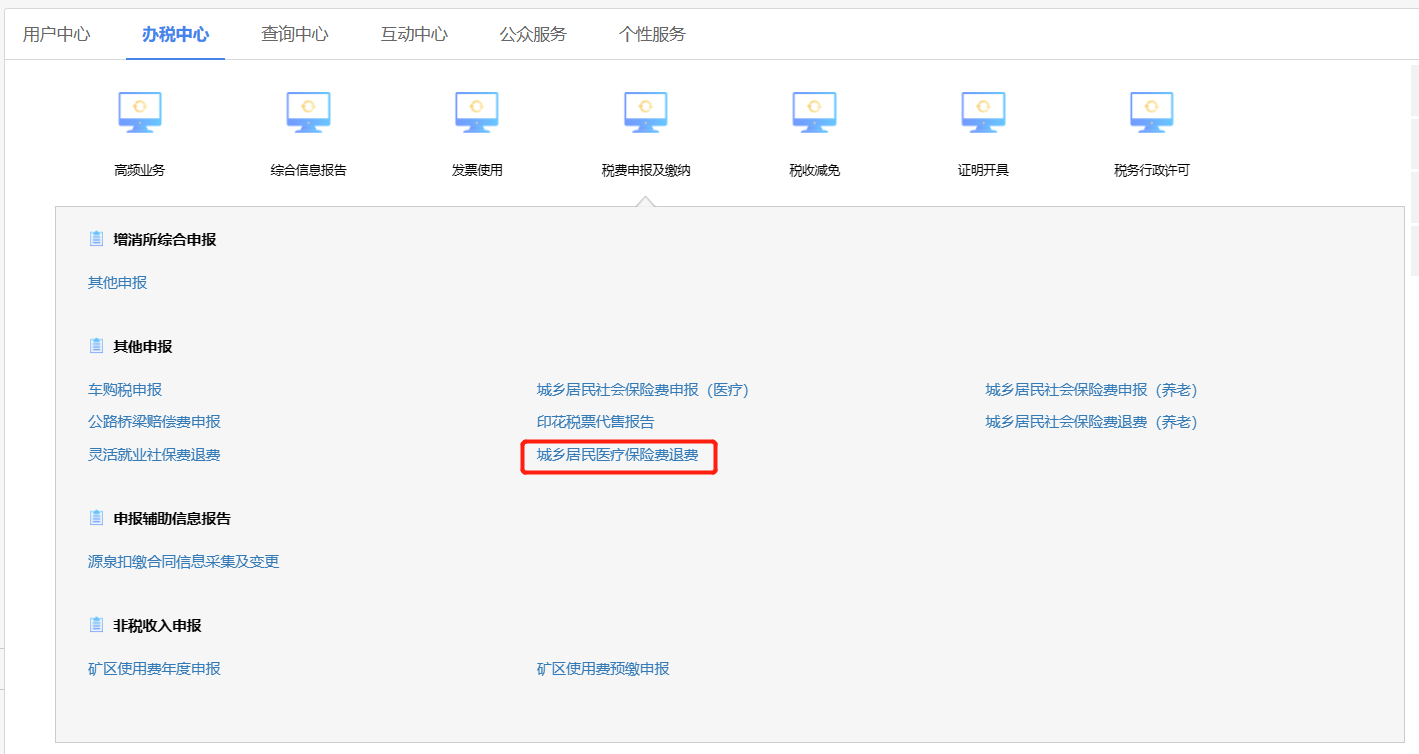 用户中心 办税中心 查询中心 互动中心 公众服务 个性服务
高频业务 综合信息报告 发票使用 税费申报及缴纳 税收减免 证明开具 税务行政许可
增消所综合申报
其他申报
其他申报
车购税申报 城乡居民社会保险费申报（医疗） 城乡居民社会保险费申报（养老）
公路桥梁赔偿费申报 印花税票代售报告 城乡居民社会保险费退费（养老）
灵活就业社保费退费 城乡居民医疗保险费退费
申报辅助信息报告
源泉扣缴合同信息采集及变更
非税收入申报
矿区使用费年度申报 矿区使用费预缴申报